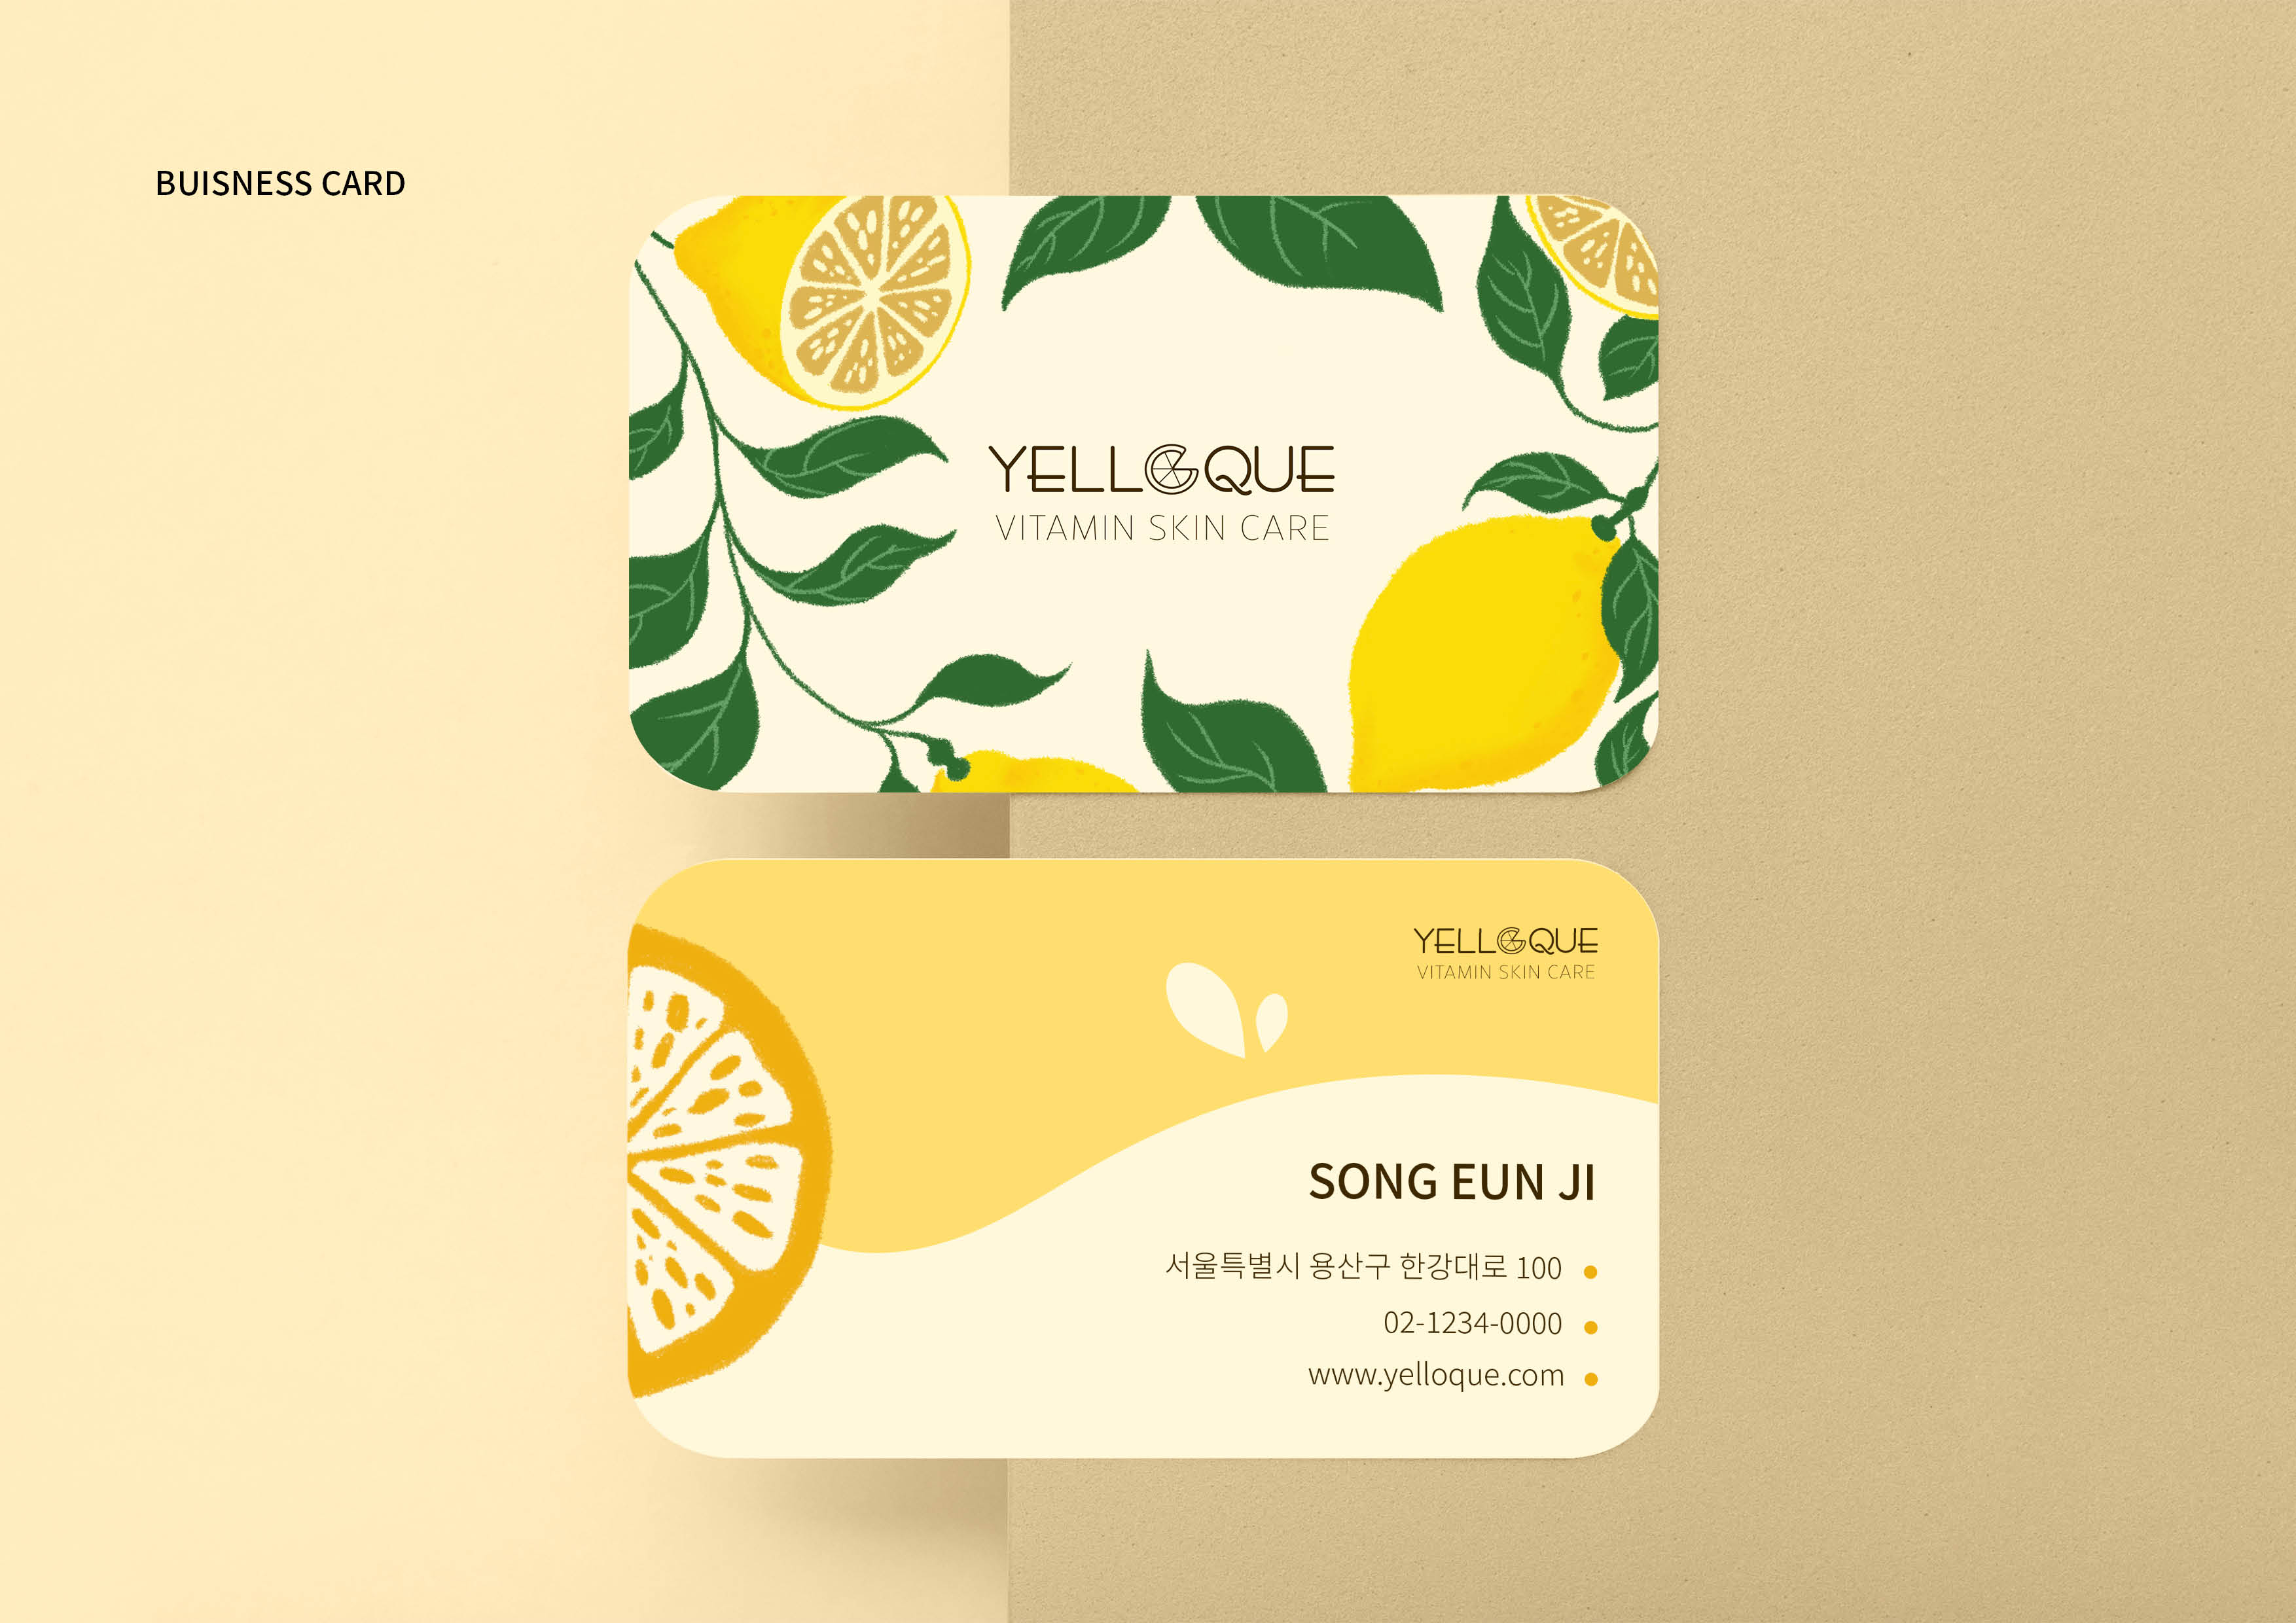 BUISNESS CARD
YELLOQUE
VITAMIN SKIN CARE
YELLOQUE
VITAMIN SKIN CARE
SONG EUN JI
서울특별시 용산구 한강대로 100
02-1234-0000
www.yelloque.com